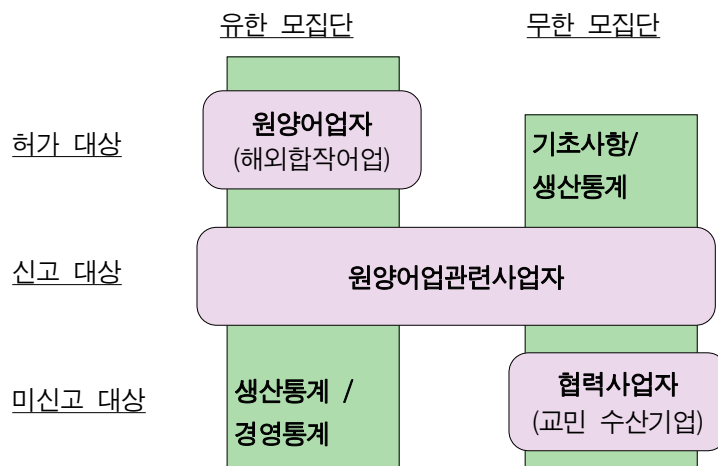 유한 모집단
무한 모집단
허가 대상
원양어업자
(해외합작어업)
기초사항/
생산통계
신고 대상
원양어업관련사업자
미신고 대상
생산통계 /
경영통계
협력사업자
(교민 수산기업)